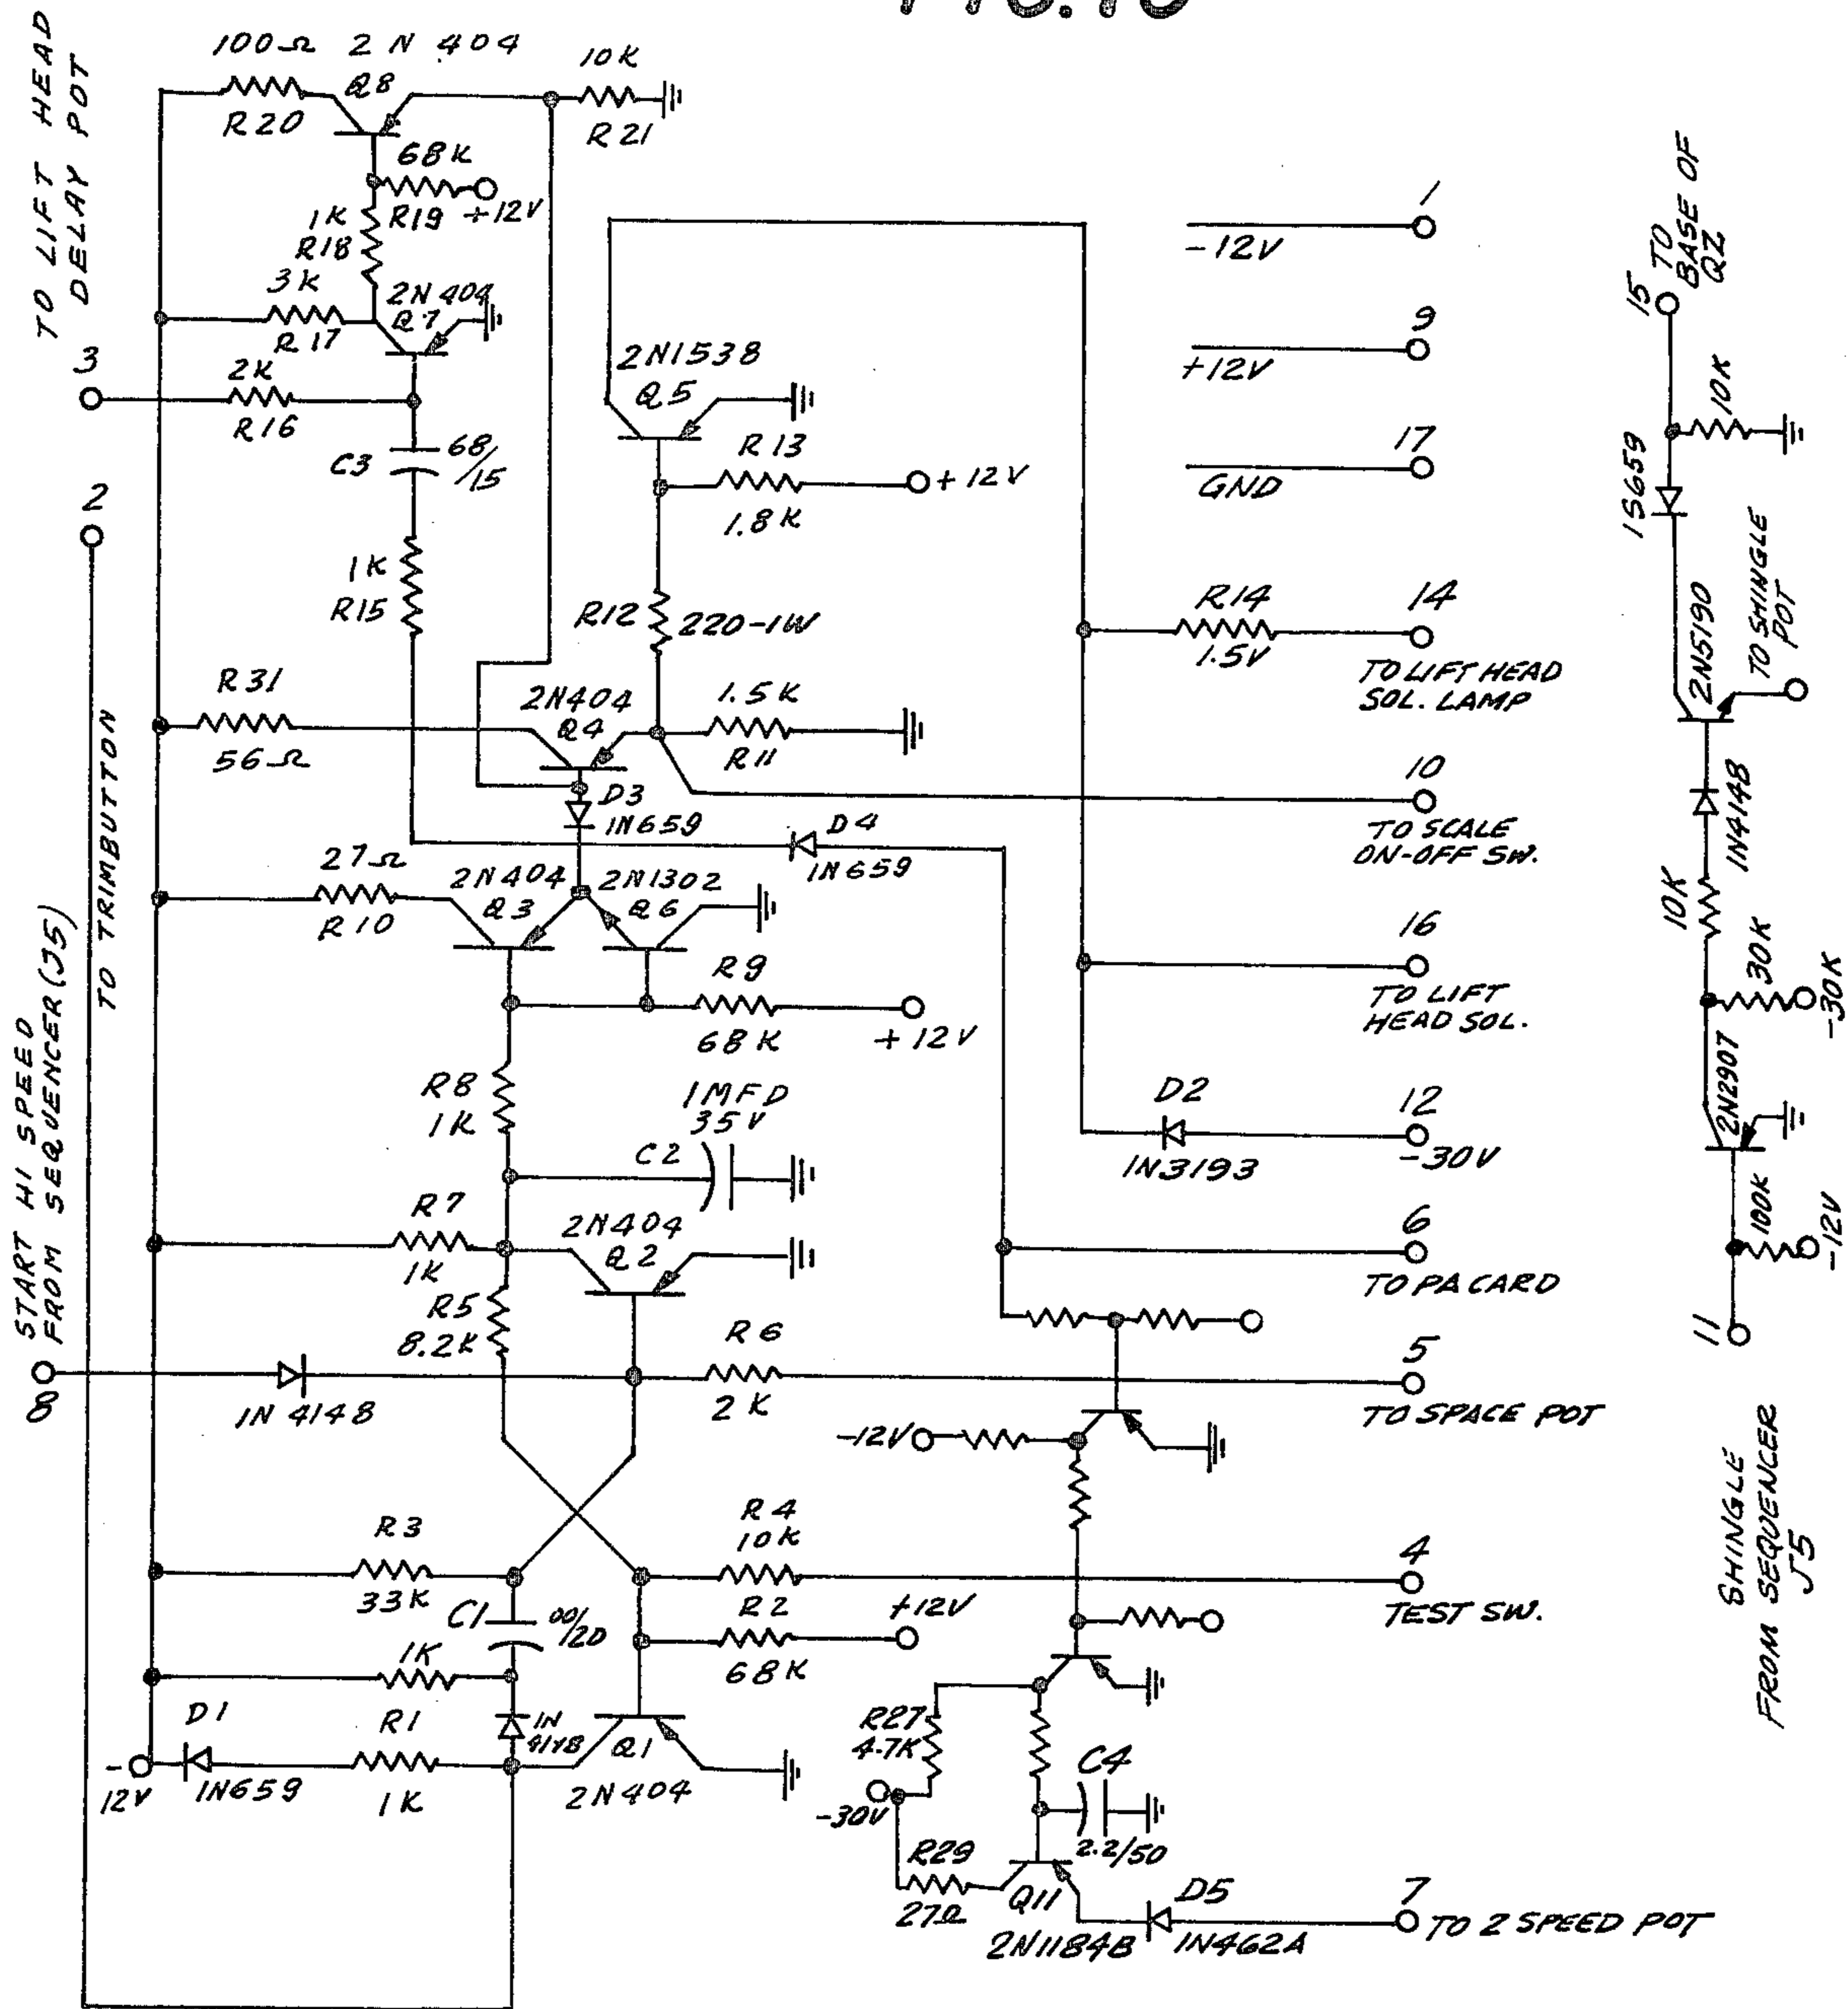 TO LIFT HEAD
DELAY POT
100Ω 2N404
Q8
R20
10K
R21
68K
R19 +12V
1K
R18
3K
R17
2N404
Q7
3
2K
R16
C3
68/15
2
1K
R15
2N1538
Q5
R13
+12V
1.8K
R12
220-1W
R31
56Ω
2N404
Q4
1.5K
R11
D3
1N659
D4
1N659
TO TRIMBUTTON
27Ω
R10
2N404
Q3
2N1302
Q6
R9
68K
+12V
R8
1K
1MFD
35V
C2
R7
1K
2N404
Q2
R5
8.2K
START HI SPEED
FROM SEQUENCER(J5)
8
1N4148
R6
2K
R3
33K
R4
10K
C1
R2
68K
+12V
1K
D1
-
12V
1N659
R1
1K
1N
4148
Q1
2N404
1
-12V
9
+12V
17
GND
R14
1.5V
14
TO LIFT HEAD
SOL. LAMP
10
TO SCALE
ON-OFF SW.
16
TO LIFT
HEAD SOL.
D2
1N3193
12
-30V
6
TO PA CARD
5
TO SPACE POT
-12V
4
TEST SW.
R27
4.7K
-30V
R29
27Ω
C4
2.2/50
Q11
2N1184B
D5
1N462A
7
TO 2 SPEED POT
15 TO
BASE OF
QZ
10K
1S659
2N5190
TO SHINGLE
POT
1N4148
10K
30K
-30K
2N2907
100K
-12V
11
SHINGLE
FROM SEQUENCER
J5